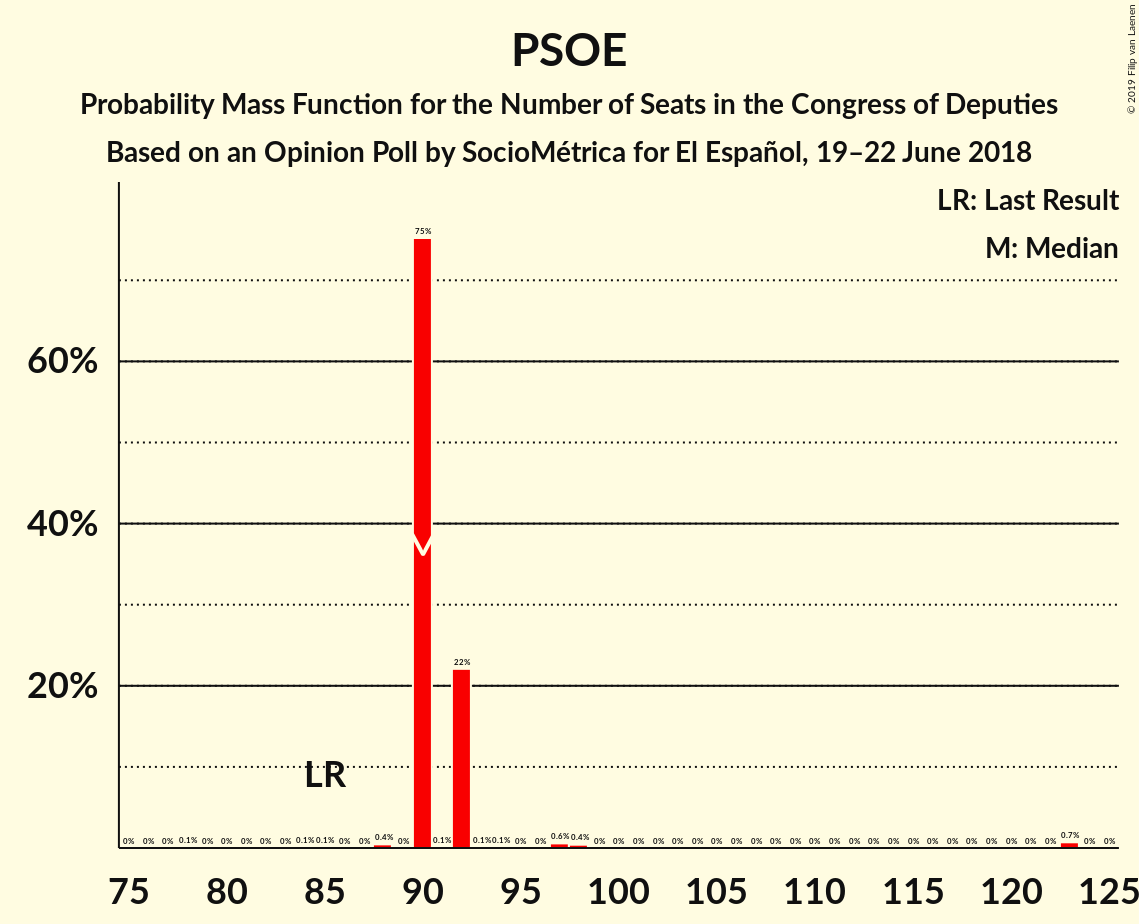 PSOE
Probability Mass Function for the Number of Seats in the Congress of Deputies
Based on an Opinion Poll by SocioMétrica for El Español, 19–22 June 2018
© 2019 Filip van Laenen
LR: Last Result
M: Median
75%
60%
40%
M
22%
20%
LR
0% 0% 0% 0.1% 0% 0% 0% 0% 0% 0.1% 0.1% 0% 0% 0.4% 0% 0.1% 0.1% 0.1% 0% 0% 0.6% 0.4% 0% 0% 0% 0% 0% 0% 0% 0% 0% 0% 0% 0% 0% 0% 0% 0% 0% 0% 0% 0% 0% 0% 0% 0% 0.7% 0% 0%
75 80 85 90 95 100 105 110 115 120 125